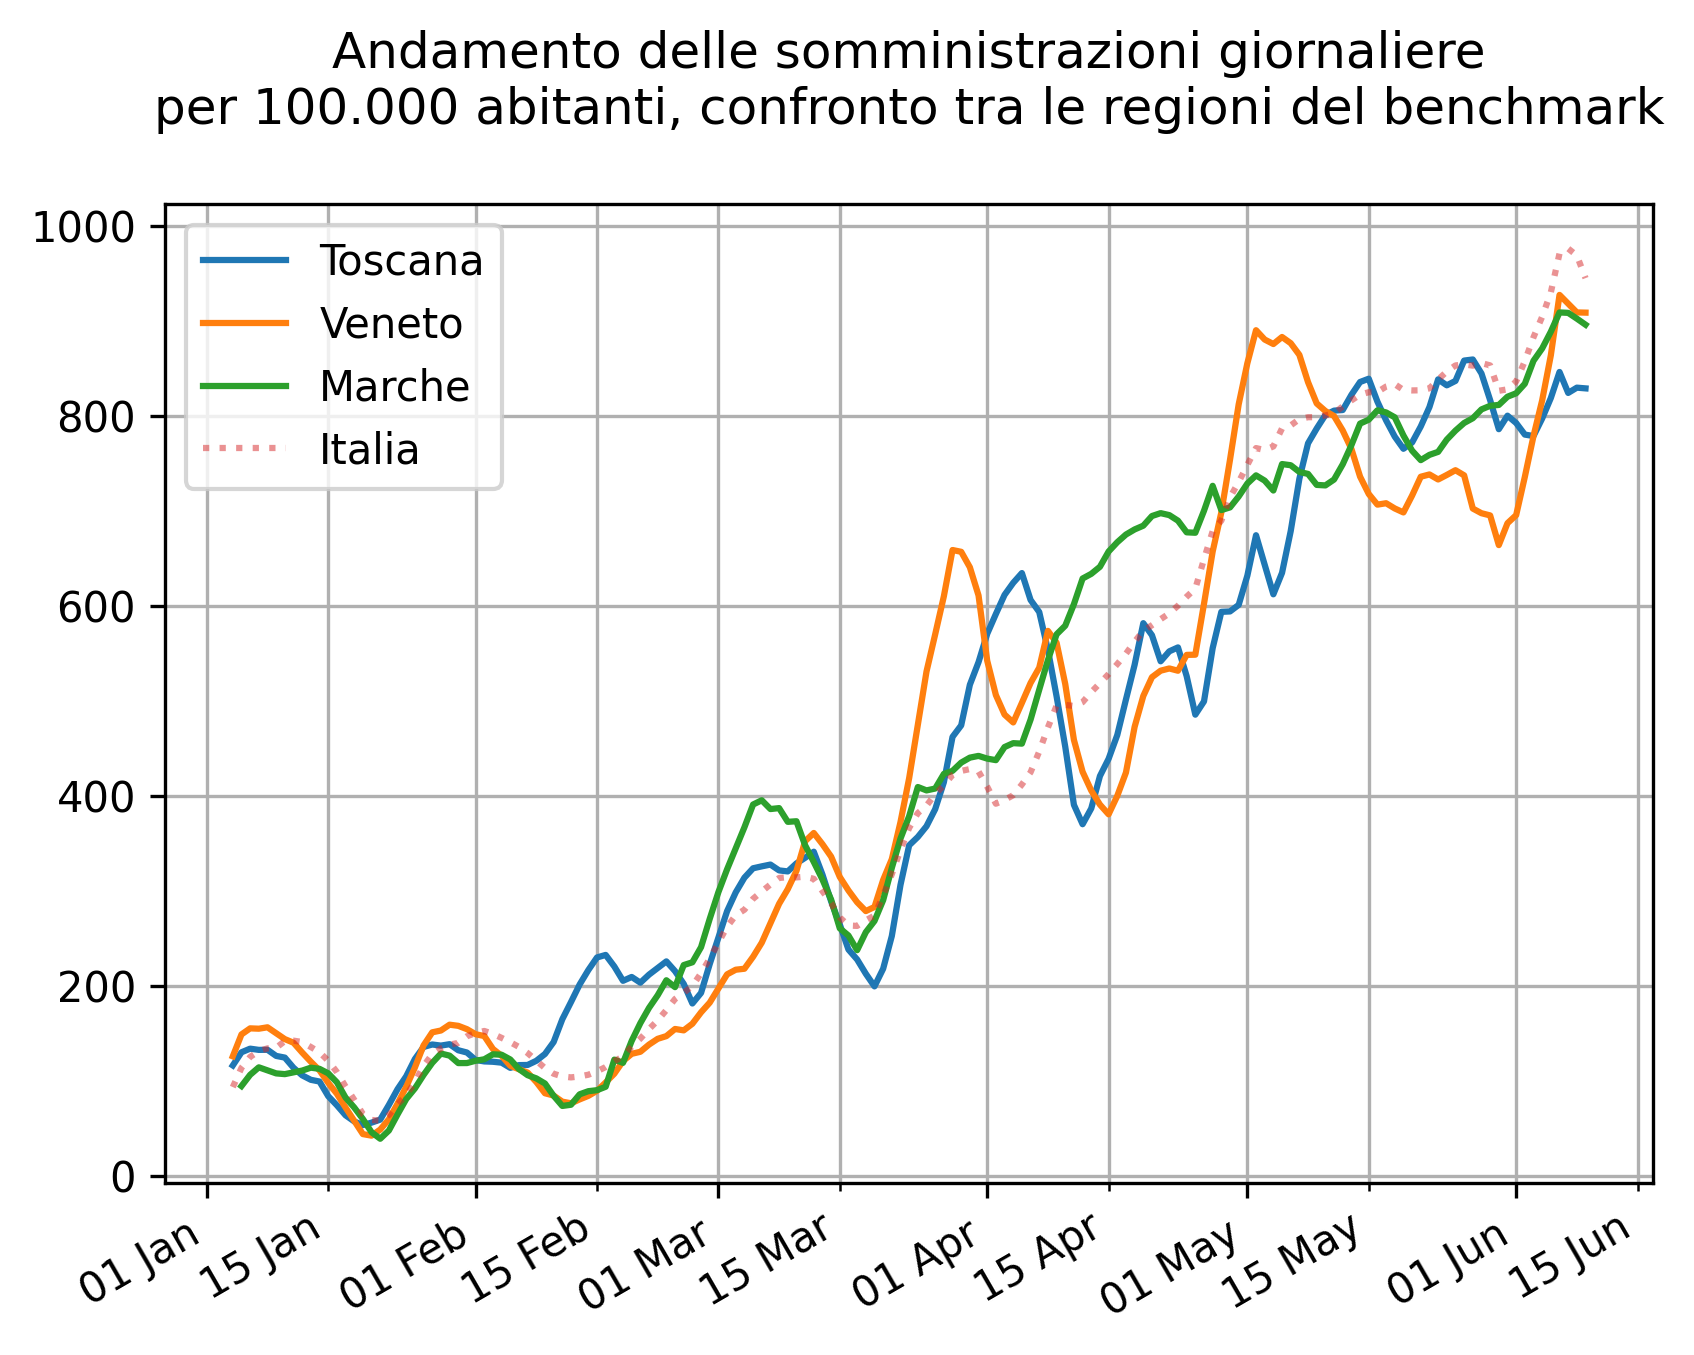 Andamento delle somministrazioni giornaliere
per 100.000 abitanti, confronto tra le regioni del benchmark
1000
800
600
400
200
0
Toscana
Veneto
Marche
Italia
01 Jan
15 Jan
01 Feb
15 Feb
01 Mar
15 Mar
01 Apr
15 Apr
01 May
15 May
01 Jun
15 Jun